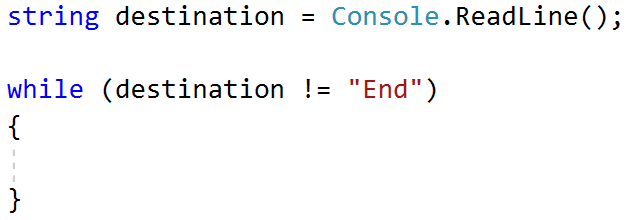 string destination = Console.ReadLine();
while (destination != "End")
{
}